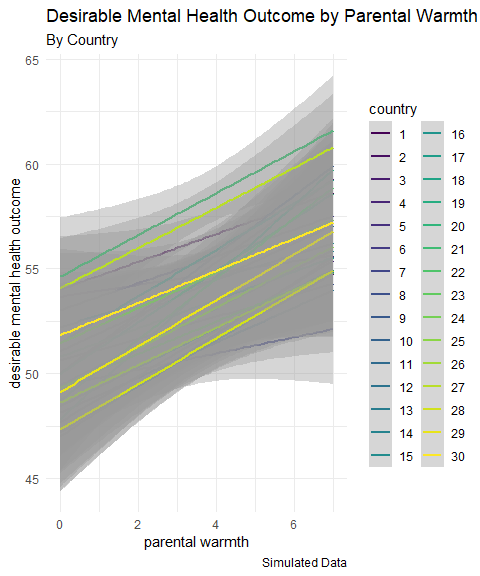 Desirable Mental Health Outcome by Parental Warmth
By Country
65
60
55
50
45
desirable mental health outcome
0 2 4 6
parental warmth
country
1 16
2 17
3 18
4 19
5 20
6 21
7 22
8 23
9 24
10 25
11 26
12 27
13 28
14 29
15 30
Simulated Data